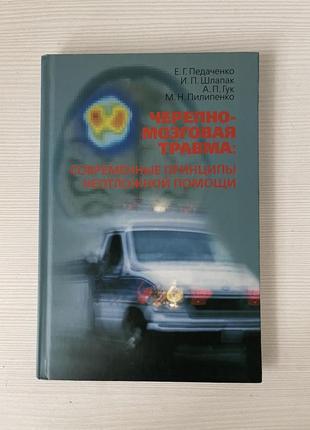 Е. Г. Педаченко
И. П. Шлапак
А. П. Гук
М. Н. Пилипенко
ЧЕРЕПНО-
МОЗГОВАЯ
ТРАВМА:
СОВРЕМЕННЫЕ ПРИНЦИПЫ
НЕОТЛОЖНОЙ ПОМОЩИ